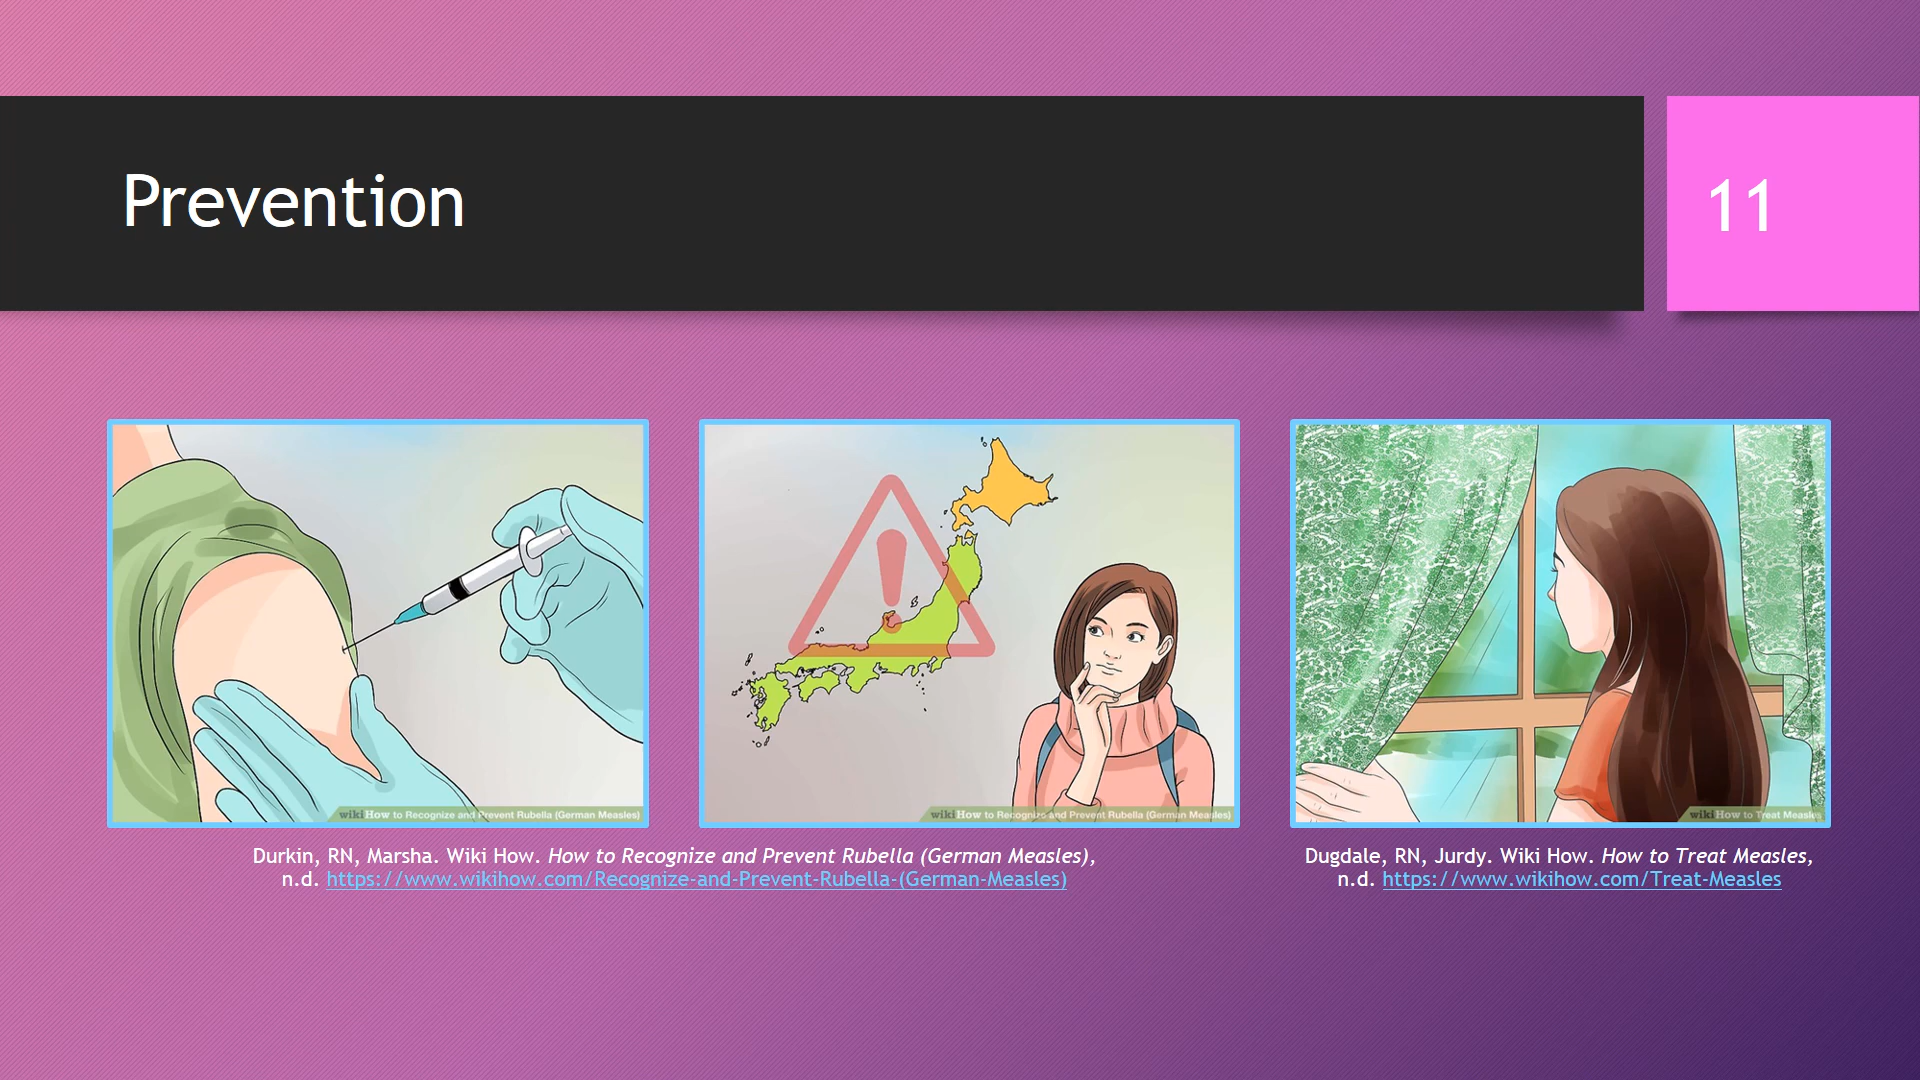 Prevention
11
wikiHow to Recognize and Prevent Rubella (German Measles)
wikiHow to Recognize and Prevent Rubella (German Measles)
wikiHow to Treat Measles
Durkin, RN, Marsha. Wiki How. How to Recognize and Prevent Rubella (German Measles),
n.d. https://www.wikihow.com/Recognize-and-Prevent-Rubella-(German-Measles)
Dugdale, RN, Jurdy. Wiki How. How to Treat Measles,
n.d. https://www.wikihow.com/Treat-Measles